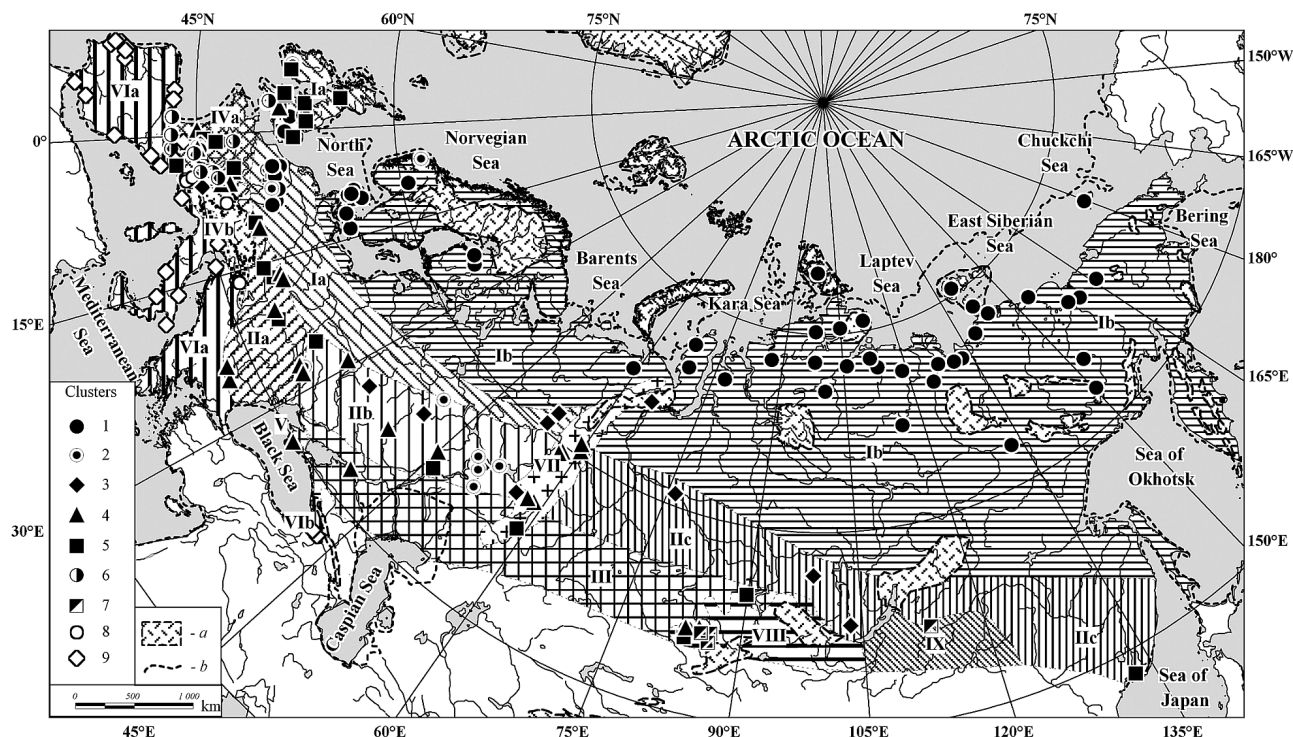 45°N
60°N
75°N
75°N
150°W
165°W
180°
165°E
150°E
0°
15°E
30°E
45°E
60°E
75°E
90°E
105°E
120°E
135°E
ARCTIC OCEAN
Chuckchi
Sea
Bering
Sea
East Siberian
Sea
Laptev
Sea
Kara Sea
Barents
Sea
Norvegian
Sea
North
Sea
Mediterranean
Sea
Black Sea
Caspian Sea
Sea of
Okhotsk
Sea of
Japan
VIa
IVa
Ia
IVb
Ia
VIa
IIa
IIb
V
VIb
Ib
VII
Ib
Ib
IIc
III
VIII
IX
IIc
Clusters
1
2
3
4
5
6
7
8
9
- a
- b
0 500 1 000
km